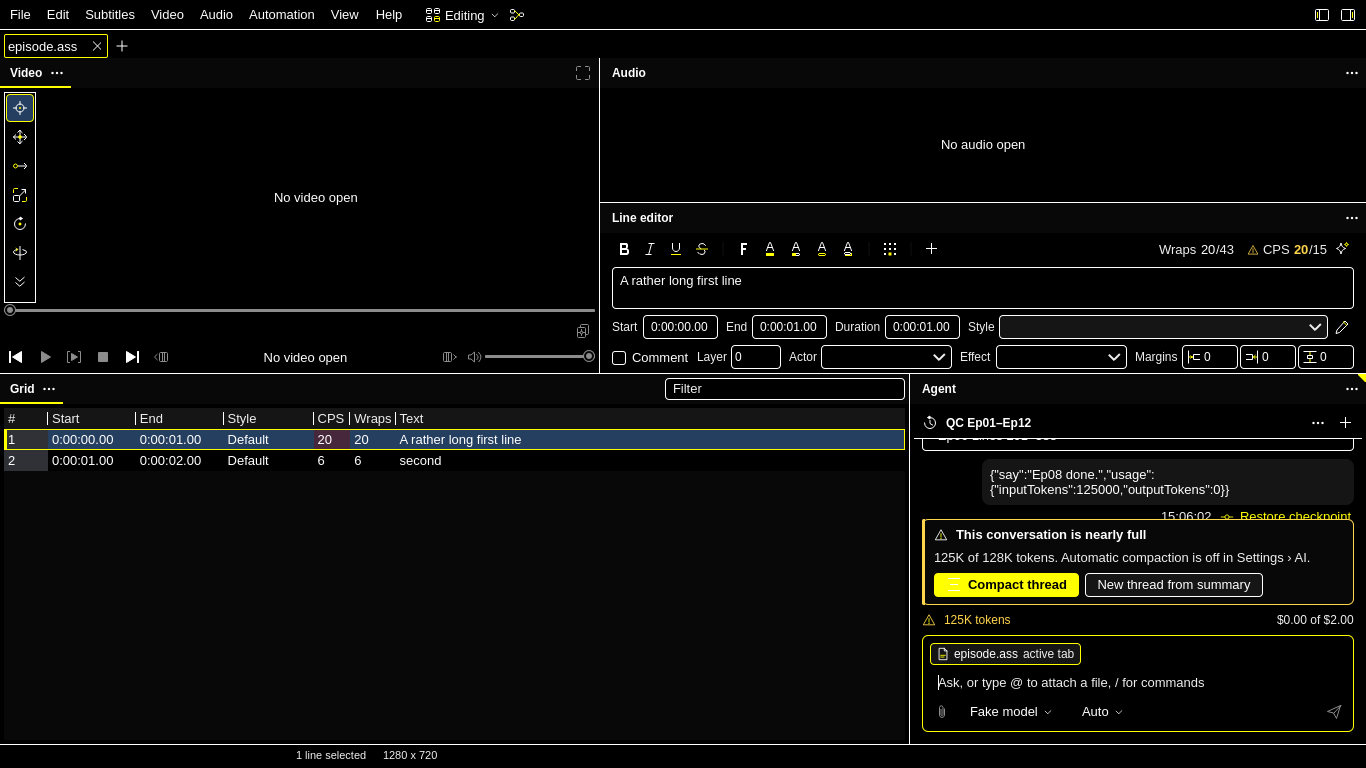 File Edit Subtitles Video Audio Automation View Help Editing
episode.ass
Video
No video open
No video open
Audio
No audio open
Line editor
B I U S F A A A A Wraps 20/43 CPS 20/15
A rather long first line
Start 0:00:00.00 End 0:00:01.00 Duration 0:00:01.00 Style
Comment Layer 0 Actor Effect Margins 0 0 0
Grid Filter
# Start End Style CPS Wraps Text
1 0:00:00.00 0:00:01.00 Default 20 20 A rather long first line
2 0:00:01.00 0:00:02.00 Default 6 6 second
Agent
QC Ep01–Ep12
{"say":"Ep08 done.","usage":
{"inputTokens":125000,"outputTokens":0}}
15:06:02 Restore checkpoint
This conversation is nearly full
125K of 128K tokens. Automatic compaction is off in Settings › AI.
Compact thread New thread from summary
125K tokens $0.00 of $2.00
episode.ass active tab
Ask, or type @ to attach a file, / for commands
Fake model Auto
1 line selected 1280 x 720